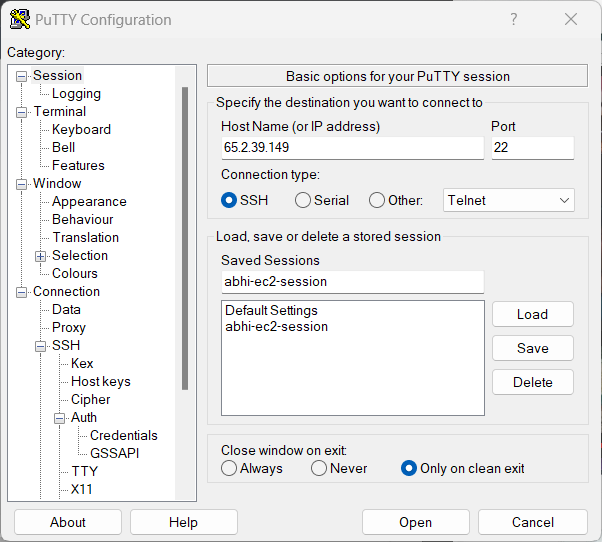 PuTTY Configuration
?
Category:
Session
Logging
Terminal
Keyboard
Bell
Features
Window
Appearance
Behaviour
Translation
Selection
Colours
Connection
Data
Proxy
SSH
Kex
Host keys
Cipher
Auth
Credentials
GSSAPI
TTY
X11
Basic options for your PuTTY session
Specify the destination you want to connect to
Host Name (or IP address) Port
65.2.39.149 22
Connection type:
SSH Serial Other: Telnet
Load, save or delete a stored session
Saved Sessions
abhi-ec2-session
Default Settings
abhi-ec2-session
Load
Save
Delete
Close window on exit:
Always Never Only on clean exit
About Help Open Cancel